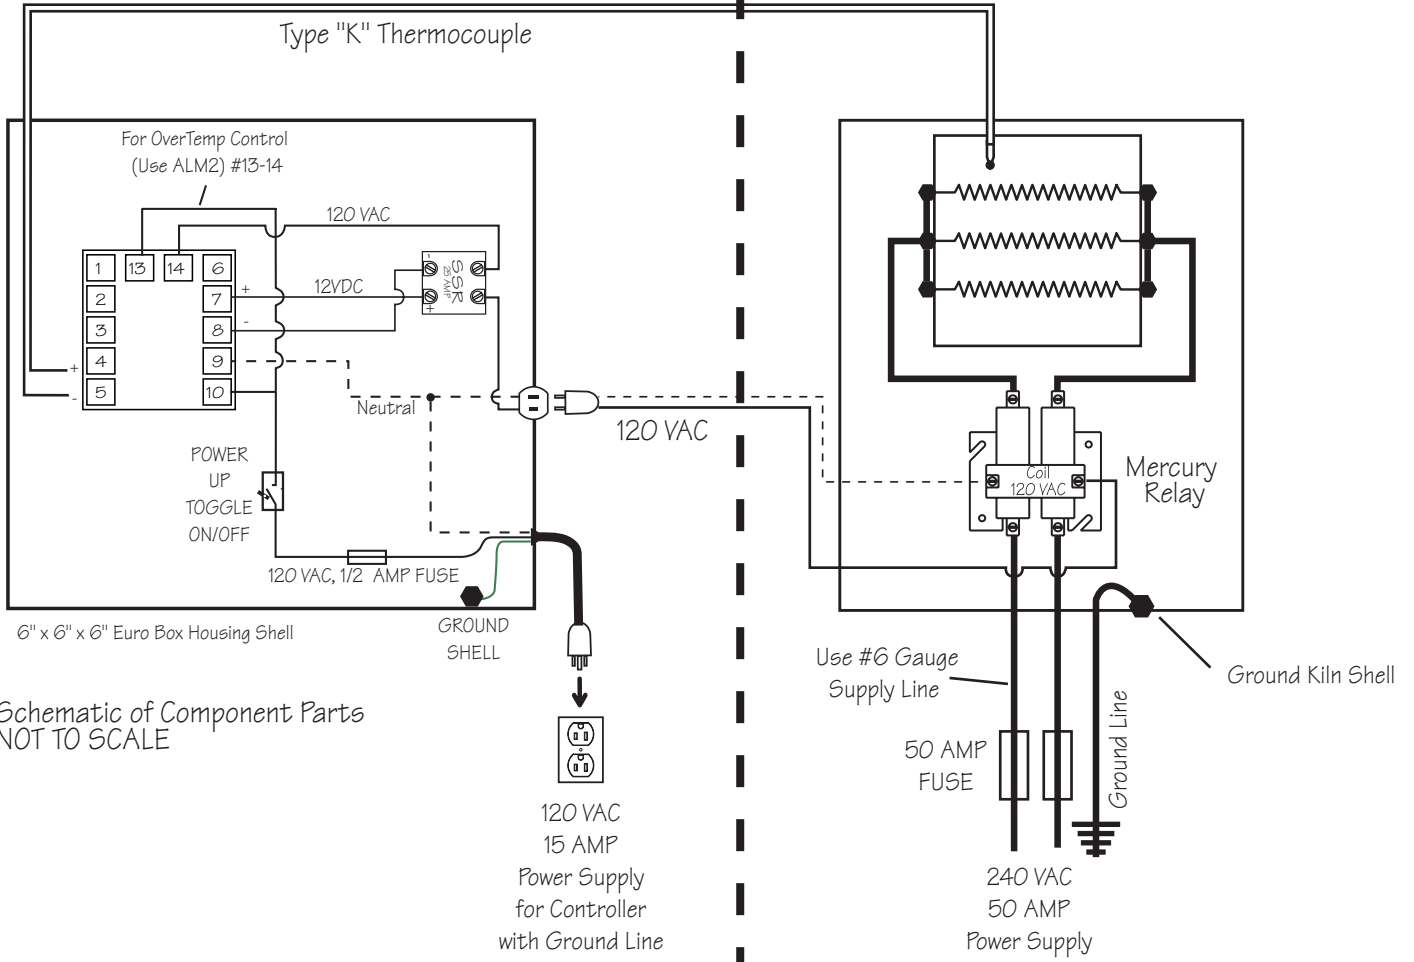 Type "K" Thermocouple
For OverTemp Control
(Use ALM2) #13-14
120 VAC
1
13
14
6
2
7
3
8
4
9
5
10
+
-
12VDC
-
+
SSR
25 AMP
+
-
Neutral
120 VAC
POWER
UP
TOGGLE
ON/OFF
120 VAC, 1/2 AMP FUSE
GROUND
SHELL
6" x 6" x 6" Euro Box Housing Shell
Schematic of Component Parts
NOT TO SCALE
120 VAC
15 AMP
Power Supply
for Controller
with Ground Line
Coil
120 VAC
Mercury
Relay
Use #6 Gauge
Supply Line
Ground Kiln Shell
50 AMP
FUSE
Ground Line
240 VAC
50 AMP
Power Supply